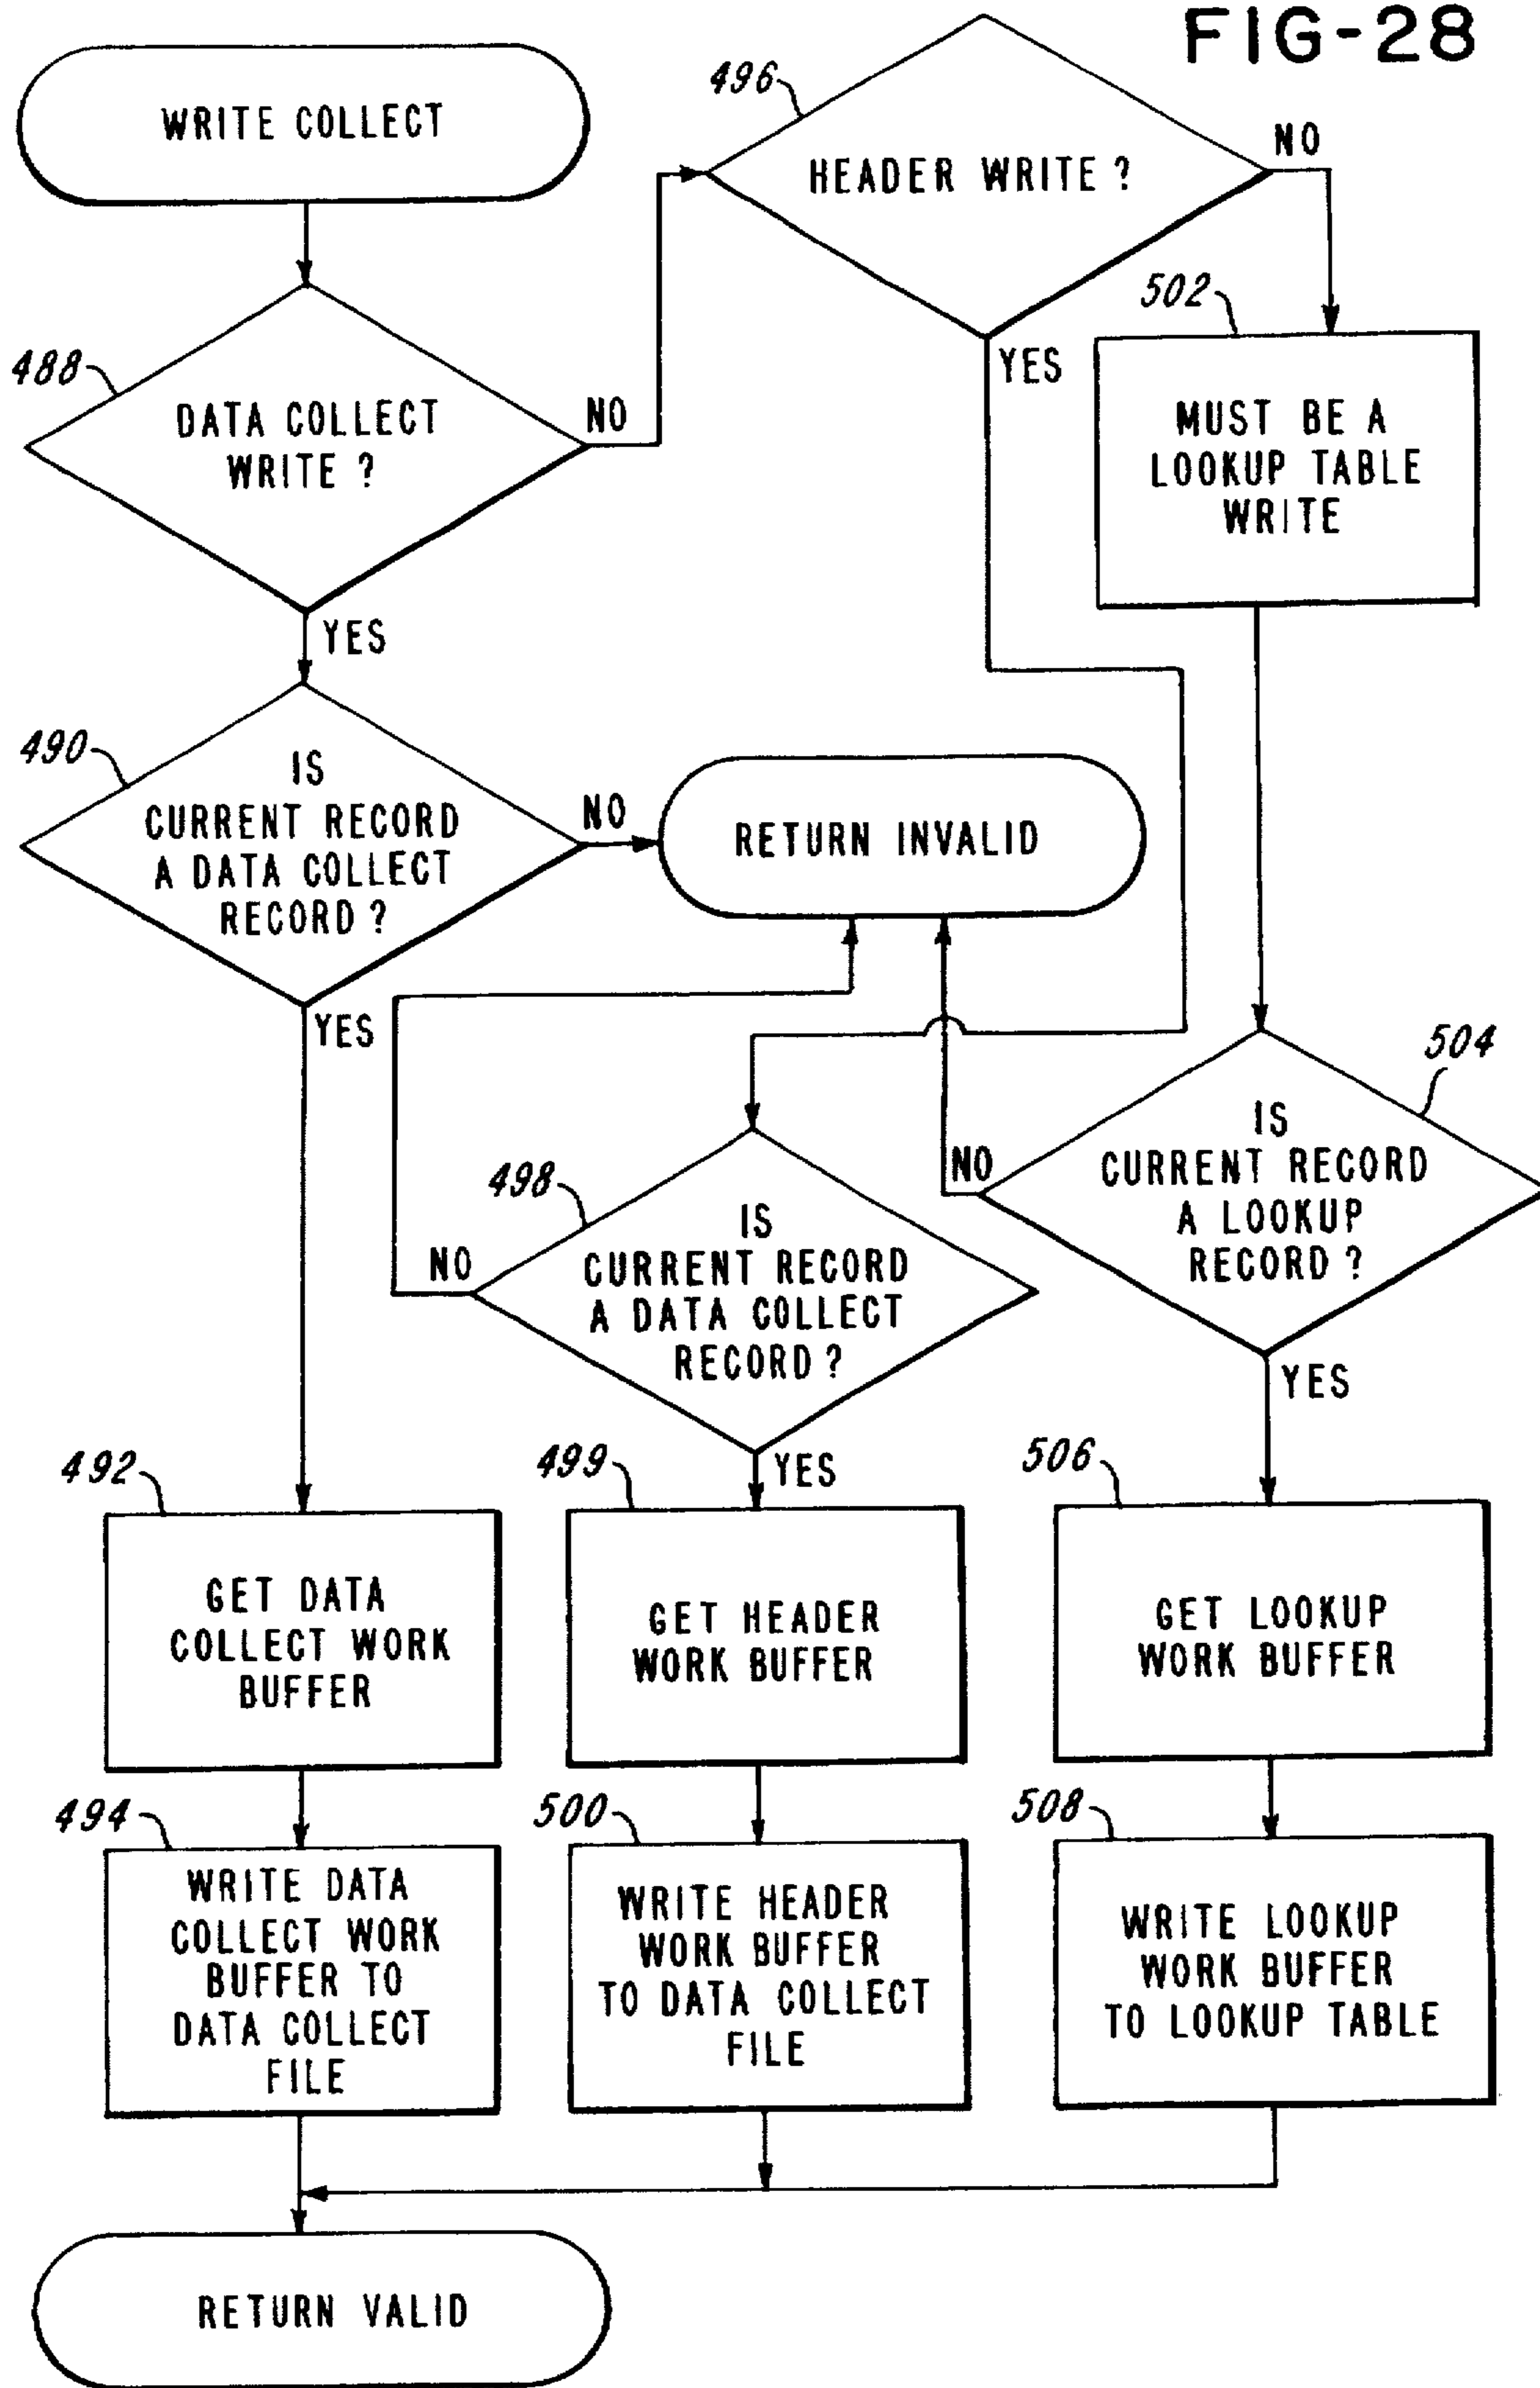 FIG-28
WRITE COLLECT
496
HEADER WRITE ?
NO
YES
488
DATA COLLECT
WRITE ?
NO
YES
502
MUST BE A
LOOKUP TABLE
WRITE
490
IS
CURRENT RECORD
A DATA COLLECT
RECORD ?
NO
YES
RETURN INVALID
504
IS
CURRENT RECORD
A LOOKUP
RECORD ?
NO
YES
498
IS
CURRENT RECORD
A DATA COLLECT
RECORD ?
NO
YES
492
GET DATA
COLLECT WORK
BUFFER
499
GET HEADER
WORK BUFFER
506
GET LOOKUP
WORK BUFFER
494
WRITE DATA
COLLECT WORK
BUFFER TO
DATA COLLECT
FILE
500
WRITE HEADER
WORK BUFFER
TO DATA COLLECT
FILE
508
WRITE LOOKUP
WORK BUFFER
TO LOOKUP TABLE
RETURN VALID